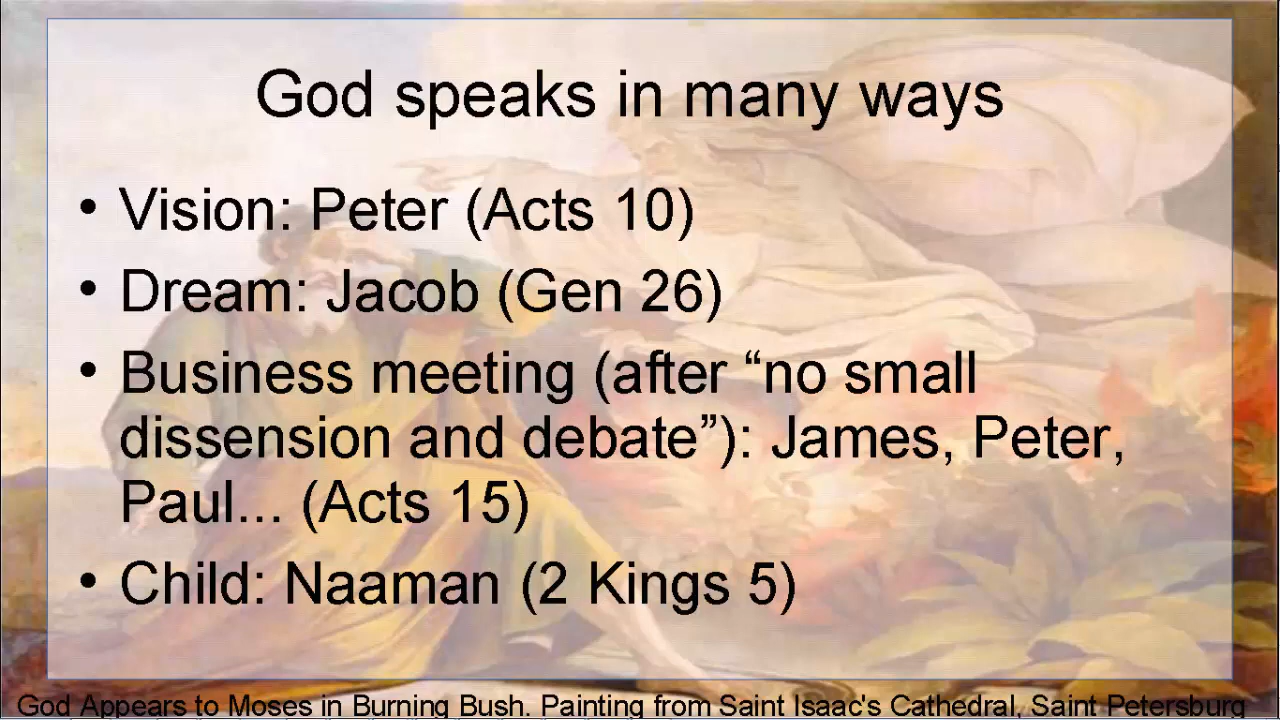 God speaks in many ways
• Vision: Peter (Acts 10)
• Dream: Jacob (Gen 26)
• Business meeting (after “no small
dissension and debate”): James, Peter,
Paul... (Acts 15)
• Child: Naaman (2 Kings 5)
God Appears to Moses in Burning Bush. Painting from Saint Isaac's Cathedral, Saint Petersburg